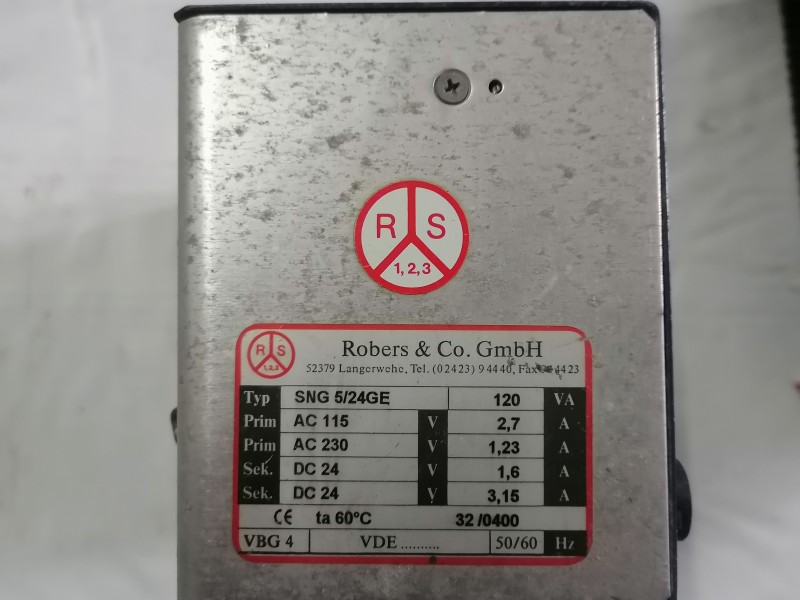 R S
1,2,3
R S
1,2,3
Robers & Co. GmbH
52379 Langerwehe, Tel. (02423) 94440, Fax 4423
Typ SNG 5/24GE 120 VA
Prim AC 115 V 2,7 A
Prim AC 230 V 1,23 A
Sek. DC 24 V 1,6 A
Sek. DC 24 V 3,15 A
CE ta 60°C 32/0400
VBG 4 VDE .......... 50/60 Hz